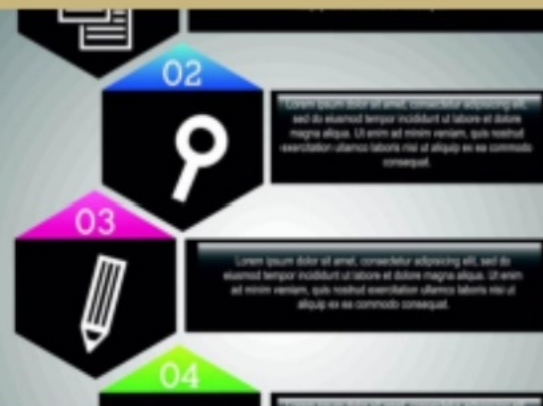 02
Lorem ipsum dolor sit amet, consectetur adipisicing elit,
sed do eiusmod tempor incididunt ut labore et dolore
magna aliqua. Ut enim ad minim veniam, quis nostrud
exercitation ullamco laboris nisi ut aliquip ex ea commodo
consequat.
03
Lorem ipsum dolor sit amet, consectetur adipisicing elit, sed do
eiusmod tempor incididunt ut labore et dolore magna aliqua. Ut enim
ad minim veniam, quis nostrud exercitation ullamco laboris nisi ut
aliquip ex ea commodo consequat.
04